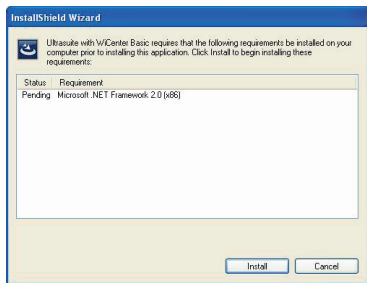 InstallShield Wizard
Ultrasuite with WiCenter Basic requires that the following requirements be installed on your
computer prior to installing this application. Click Install to begin installing these
requirements:
Status Requirement
Pending Microsoft .NET Framework 2.0 (x86)
Install Cancel